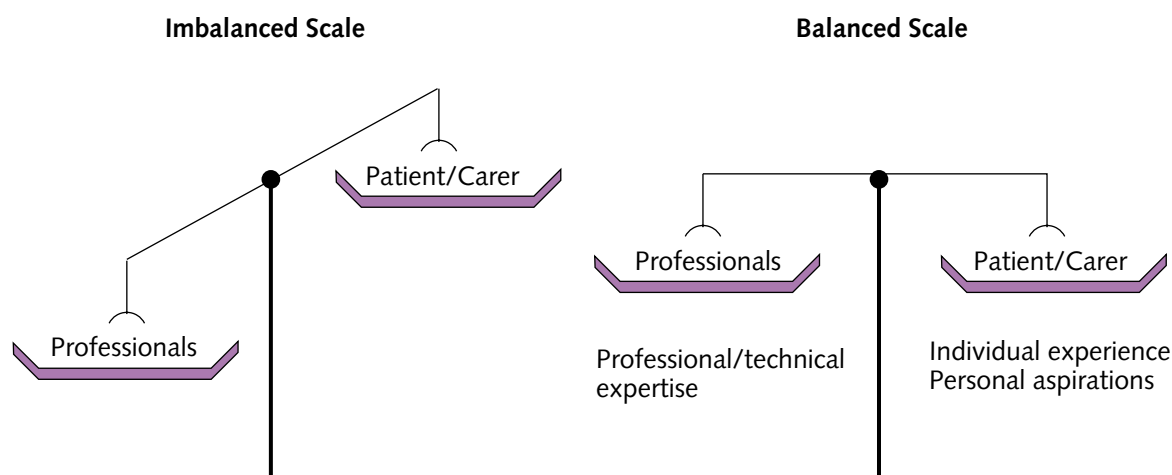 Imbalanced Scale
Patient/Carer
Professionals
Balanced Scale
Professionals
Patient/Carer
Professional/technical
expertise
Individual experience
Personal aspirations